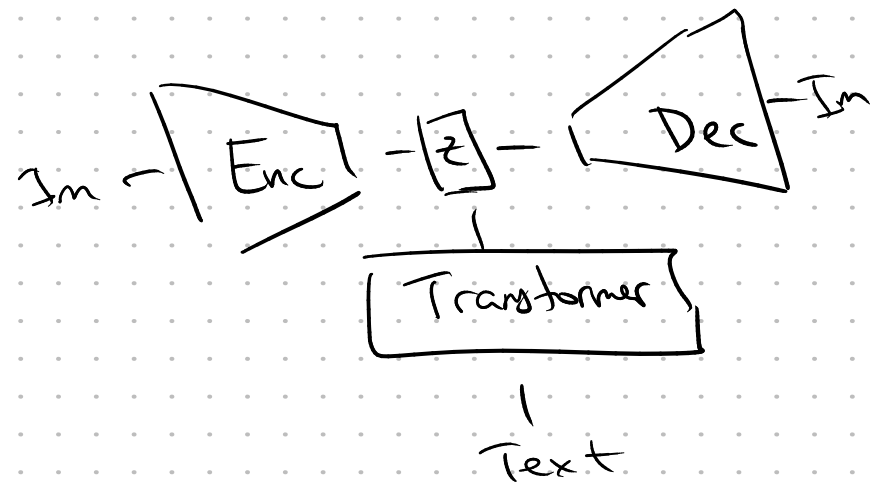 Im
Enc
z
Dec
Im
Transformer
Text